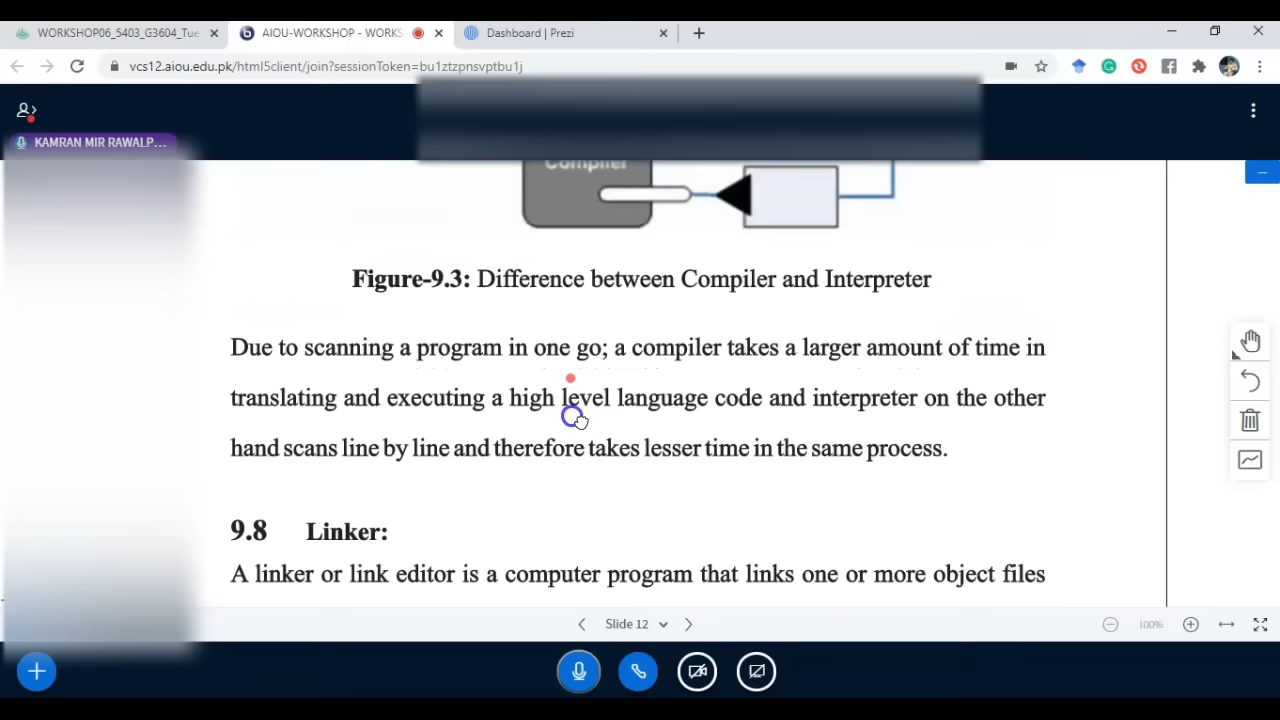 WORKSHOP06_5403_G3604_Tue
AIOU-WORKSHOP - WORKS
Dashboard | Prezi
vcs12.aiou.edu.pk/html5client/join?sessionToken=bu1ztzpnsvptbu1j
KAMRAN MIR RAWALP...
Compiler
Figure-9.3: Difference between Compiler and Interpreter
Due to scanning a program in one go; a compiler takes a larger amount of time in
translating and executing a high level language code and interpreter on the other
hand scans line by line and therefore takes lesser time in the same process.
9.8 Linker:
A linker or link editor is a computer program that links one or more object files
Slide 12
100%